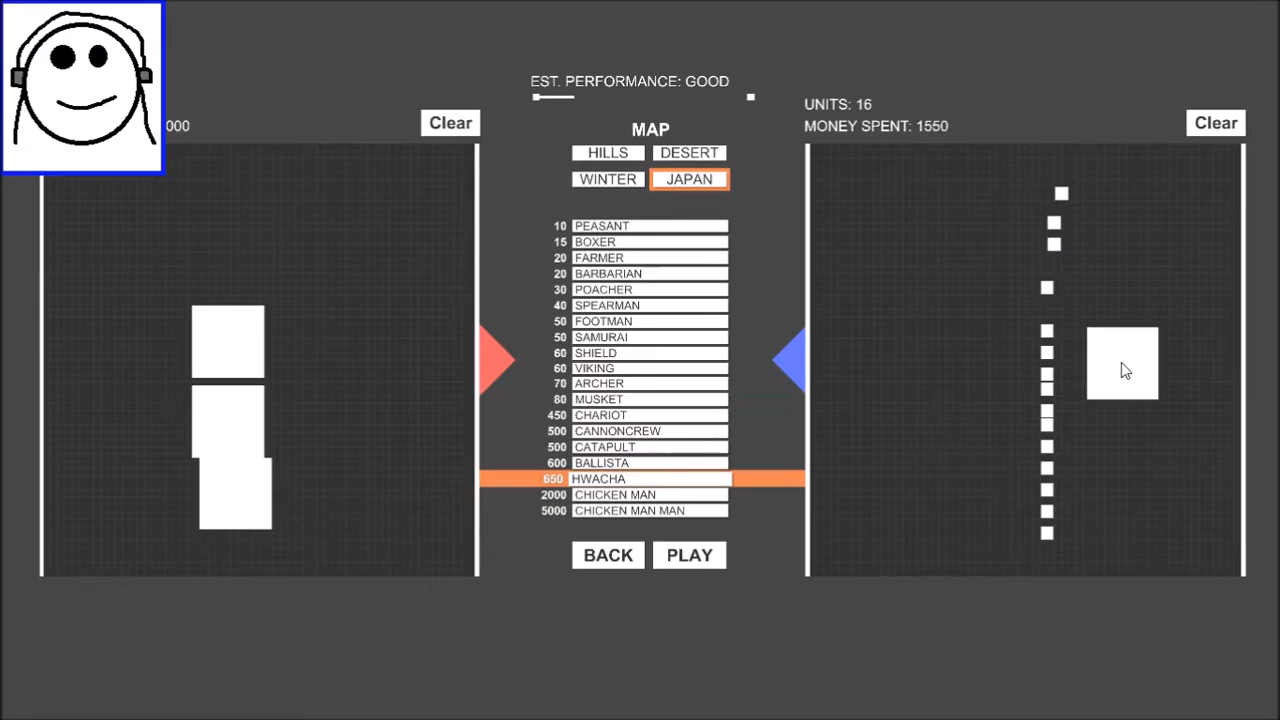 EST. PERFORMANCE: GOOD
UNITS: 16
000 Clear
MONEY SPENT: 1550 Clear
MAP
HILLS DESERT
WINTER JAPAN
10 PEASANT
15 BOXER
20 FARMER
20 BARBARIAN
30 POACHER
40 SPEARMAN
50 FOOTMAN
50 SAMURAI
60 SHIELD
60 VIKING
70 ARCHER
80 MUSKET
450 CHARIOT
500 CANNONCREW
500 CATAPULT
600 BALLISTA
650 HWACHA
2000 CHICKEN MAN
5000 CHICKEN MAN MAN
BACK PLAY